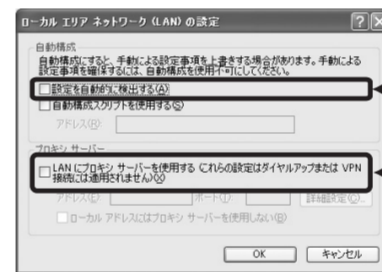 ローカル エリア ネットワーク (LAN) の設定
自動構成
自動構成にすると、手動による設定事項を上書きする場合があります。手動による
設定事項を確保するには、自動構成を使用不可にしてください。
設定を自動的に検出する(A)
自動構成スクリプトを使用する(S)
アドレス(R):
プロキシ サーバー
LAN にプロキシ サーバーを使用する (これらの設定はダイヤルアップまたは VPN
接続には適用されません)(X)
アドレス(E): ポート(T): 詳細設定(C)...
ローカル アドレスにはプロキシ サーバーを使用しない(B)
OK キャンセル